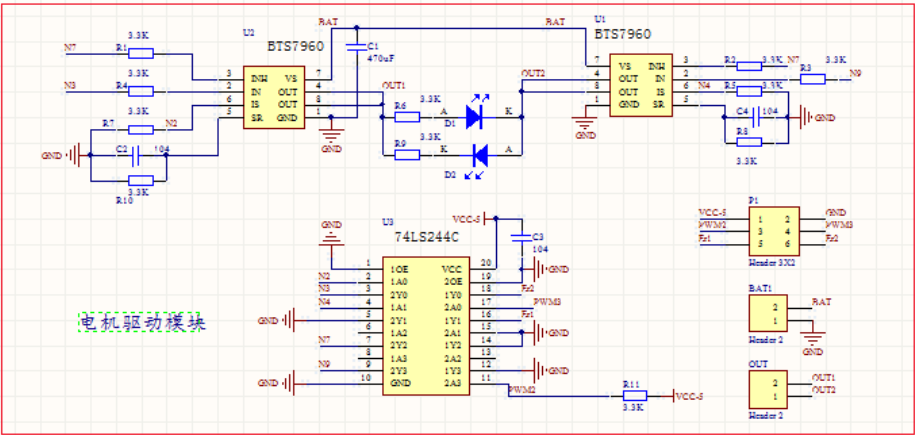 BAT
BAT
U2
U1
BTS7960
BTS7960
C1
470uF
N7
R1
3.3K
3
INH
VS
7
N3
R4
3.3K
2
IN
OUT
4
6
IS
OUT
8
5
SR
GND
1
R7
3.3K
N2
GND
C2
104
R10
3.3K
GND
OUT1
OUT2
R6
3.3K
A
K
D1
R9
3.3K
K
A
D2
7
VS
INH
3
4
OUT
IN
2
8
OUT
IS
6
1
GND
SR
5
GND
R2
3.3K
N7
R3
3.3K
N9
N4
R5
3.3K
C4
104
GND
R8
3.3K
U3
74LS244C
GND
VCC-5
C3
104
GND
1
1OE
VCC
20
N2
2
1A0
2OE
19
N3
3
2Y0
1Y0
18
Fz2
N4
4
1A1
2A0
17
PWM3
GND
5
2Y1
1Y1
16
Fz1
6
1A2
2A1
15
N7
7
2Y2
1Y2
14
GND
8
1A3
2A2
13
N9
9
2Y3
1Y3
12
GND
GND
10
GND
2A3
11
PWM2
R11
3.3K
VCC-5
电机驱动模块
P1
VCC-5
1
2
GND
PWM2
3
4
PWM3
Fz1
5
6
Fz2
Header 3X2
BAT1
2
BAT
1
GND
Header 2
OUT
2
OUT1
1
OUT2
Header 2